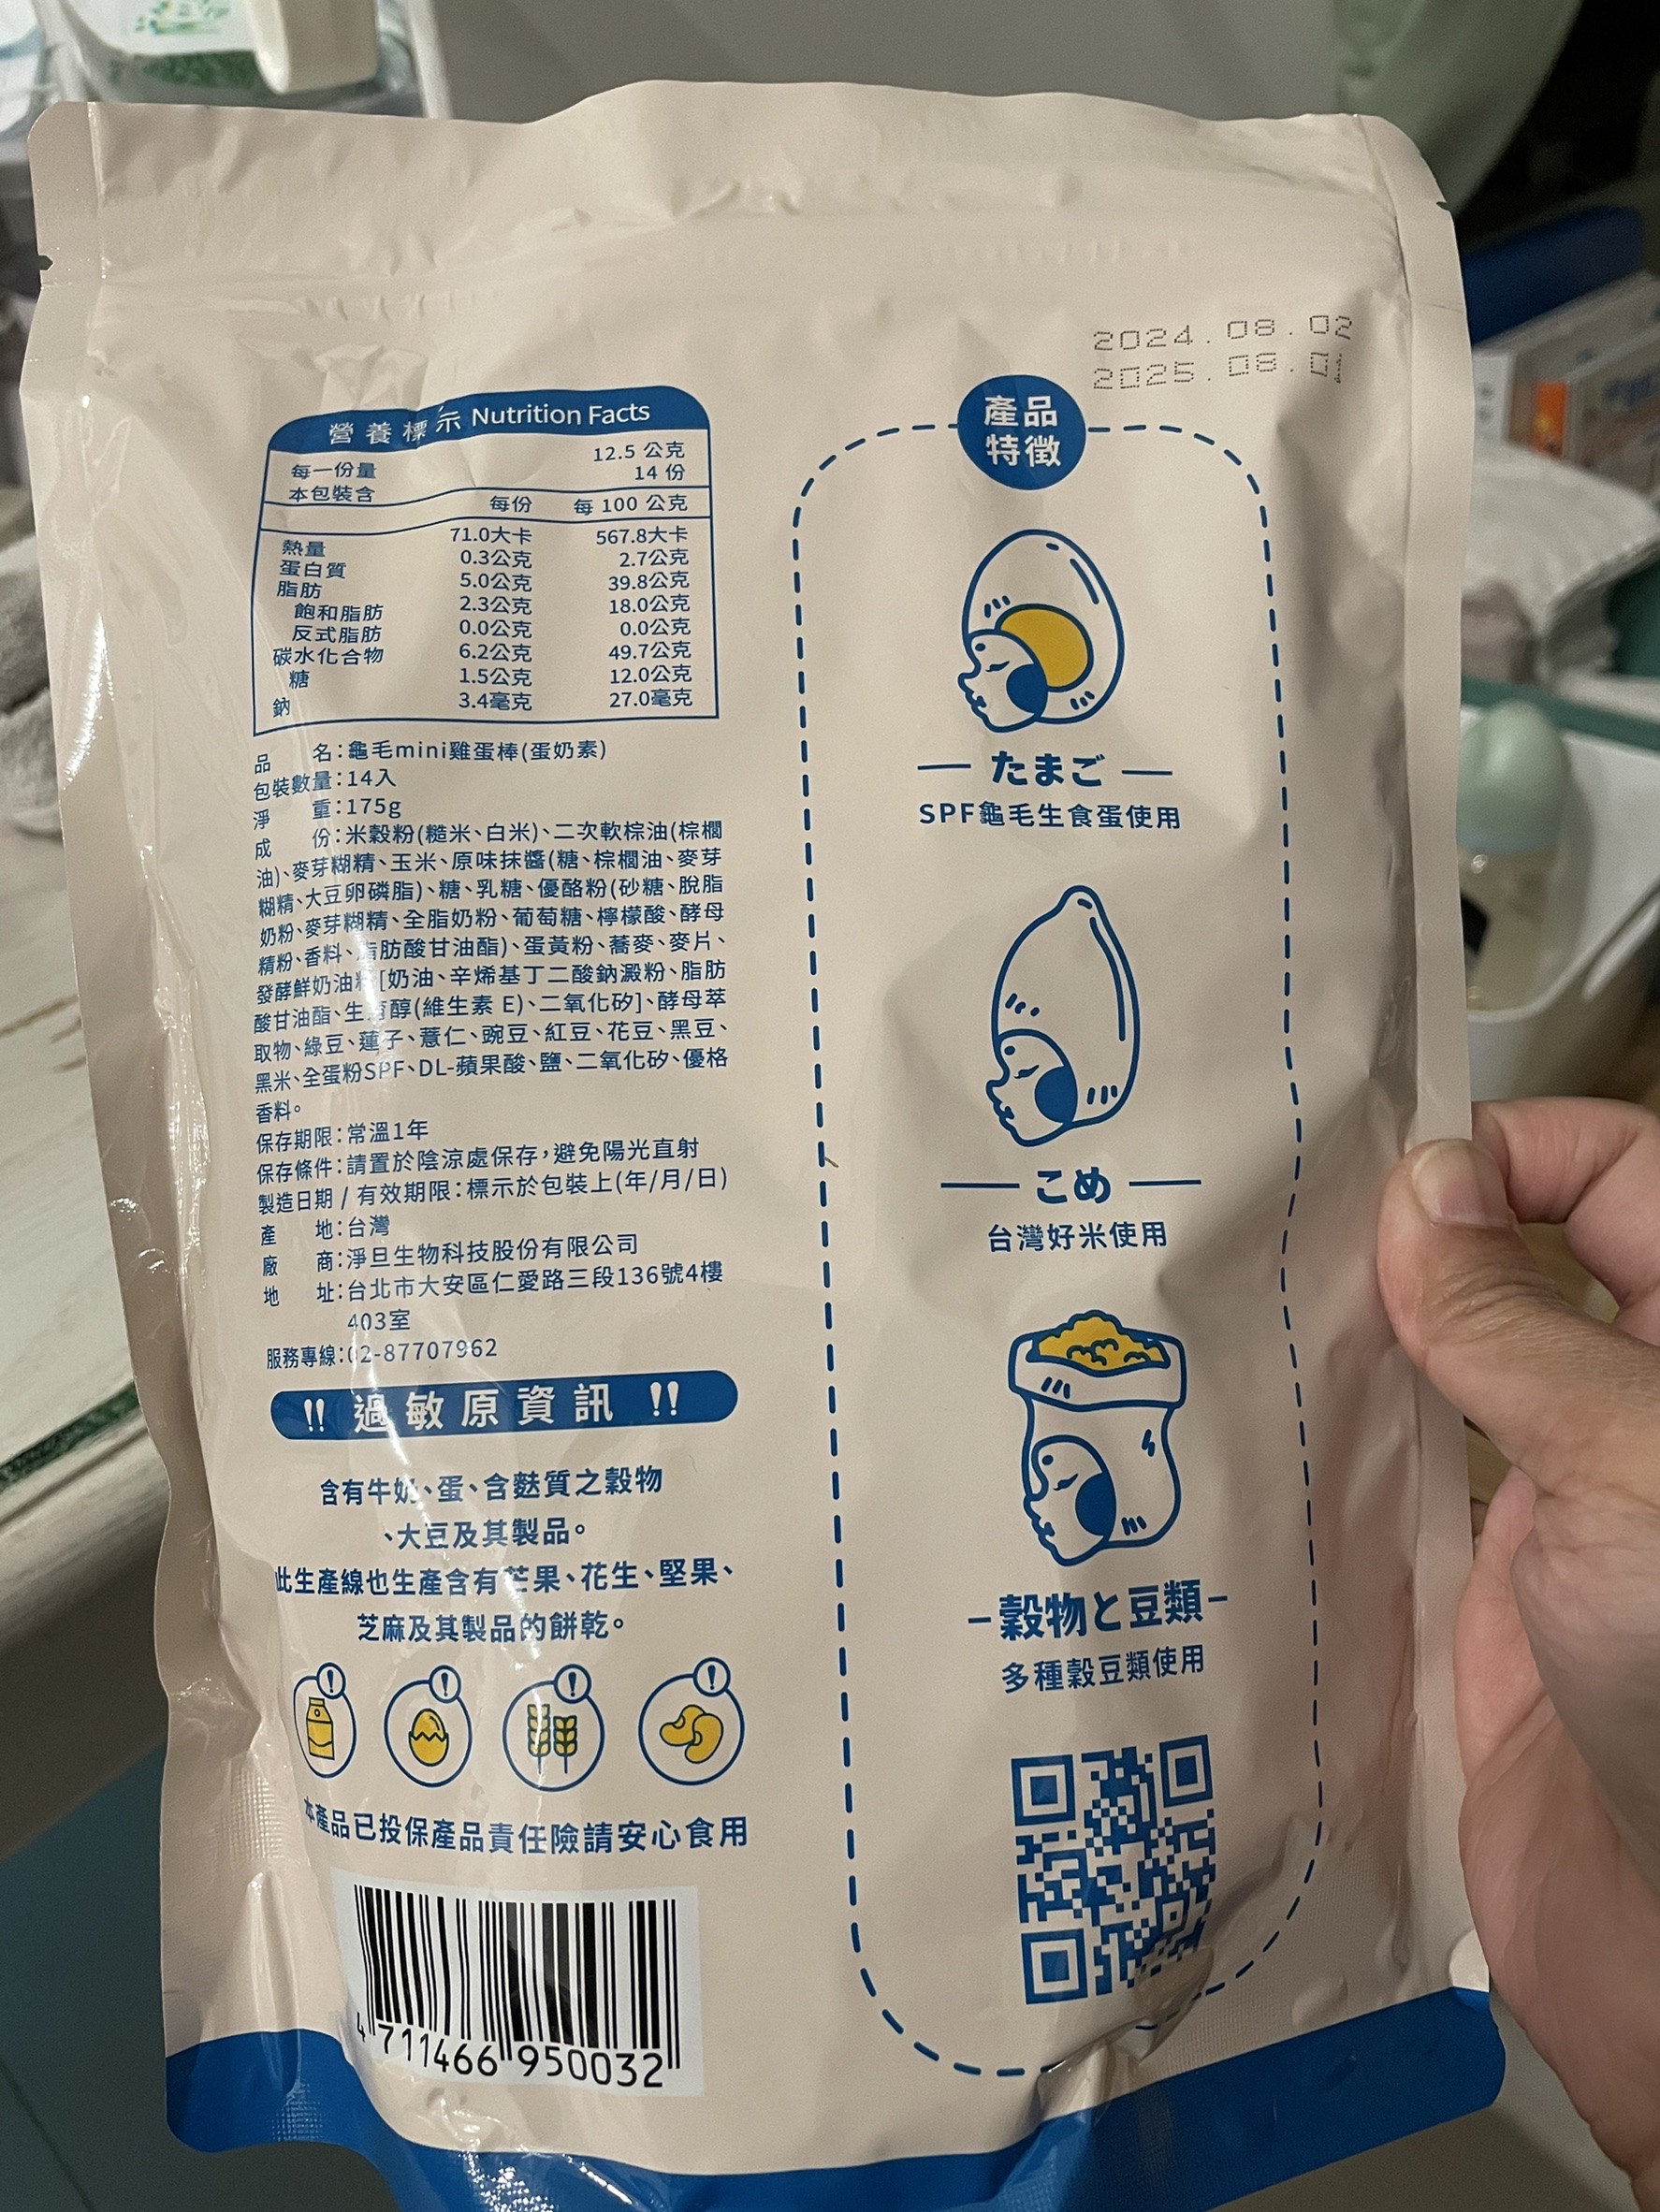 2024.08.02
2025.08.01
營養標示 Nutrition Facts
每一份量 12.5 公克
本包裝含 14 份
每份 每 100 公克
熱量 71.0大卡 567.8大卡
蛋白質 0.3公克 2.7公克
脂肪 5.0公克 39.8公克
飽和脂肪 2.3公克 18.0公克
反式脂肪 0.0公克 0.0公克
碳水化合物 6.2公克 49.7公克
糖 1.5公克 12.0公克
鈉 3.4毫克 27.0毫克
品名:龜毛mini雞蛋棒(蛋奶素)
包裝數量:14入
淨重:175g
成份:米穀粉(糙米、白米)、二次軟棕油(棕櫚
油)、麥芽糊精、玉米、原味抹醬(糖、棕櫚油、麥芽
糊精、大豆卵磷脂)、糖、乳糖、優酪粉(砂糖、脫脂
奶粉、麥芽糊精、全脂奶粉、葡萄糖、檸檬酸、酵母
精粉、香料、脂肪酸甘油酯)、蛋黃粉、蕎麥、麥片、
發酵鮮奶油粉[奶油、辛烯基丁二酸鈉澱粉、脂肪
酸甘油酯、生育醇(維生素 E)、二氧化矽]、酵母萃
取物、綠豆、蓮子、薏仁、豌豆、紅豆、花豆、黑豆、
黑米、全蛋粉SPF、DL-蘋果酸、鹽、二氧化矽、優格
香料。
保存期限:常溫1年
保存條件:請置於陰涼處保存,避免陽光直射
製造日期 / 有效期限:標示於包裝上(年/月/日)
產地:台灣
廠商:淨旦生物科技股份有限公司
地址:台北市大安區仁愛路三段136號4樓
403室
服務專線:02-87707962
!! 過敏原資訊 !!
含有牛奶、蛋、含麩質之穀物
、大豆及其製品。
此生產線也生產含有芒果、花生、堅果、
芝麻及其製品的餅乾。
本產品已投保產品責任險請安心食用
4 711466 950032
產品
特徵
たまご
SPF龜毛生食蛋使用
こめ
台灣好米使用
穀物と豆類
多種穀豆類使用